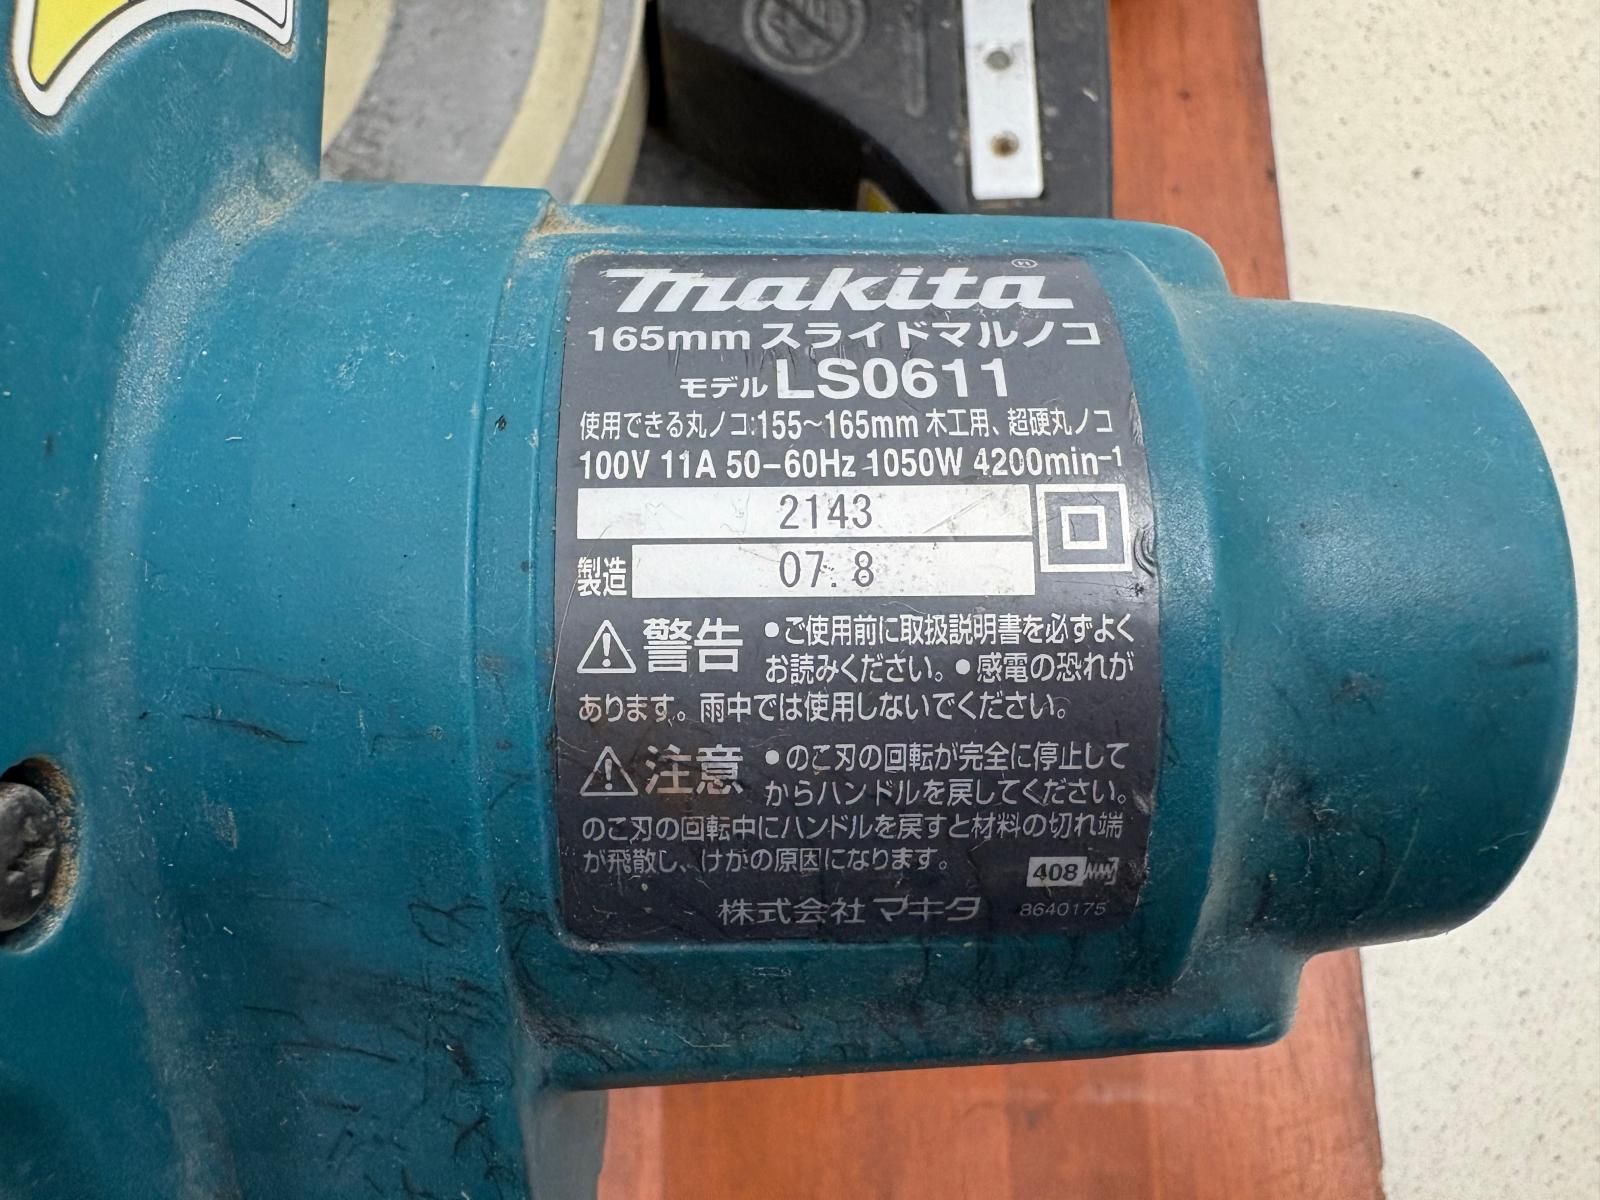 makita®
165mm スライドマルノコ
モデル LS0611
使用できる丸ノコ:155～165mm 木工用、超硬丸ノコ
100V 11A 50-60Hz 1050W 4200min⁻¹
2143
製造 07.8
警告 •ご使用前に取扱説明書を必ずよく
お読みください。•感電の恐れが
あります。雨中では使用しないでください。
注意 •のこ刃の回転が完全に停止して
からハンドルを戻してください。
のこ刃の回転中にハンドルを戻すと材料の切れ端
が飛散し、けがの原因になります。
408
株式会社 マキタ 8640175